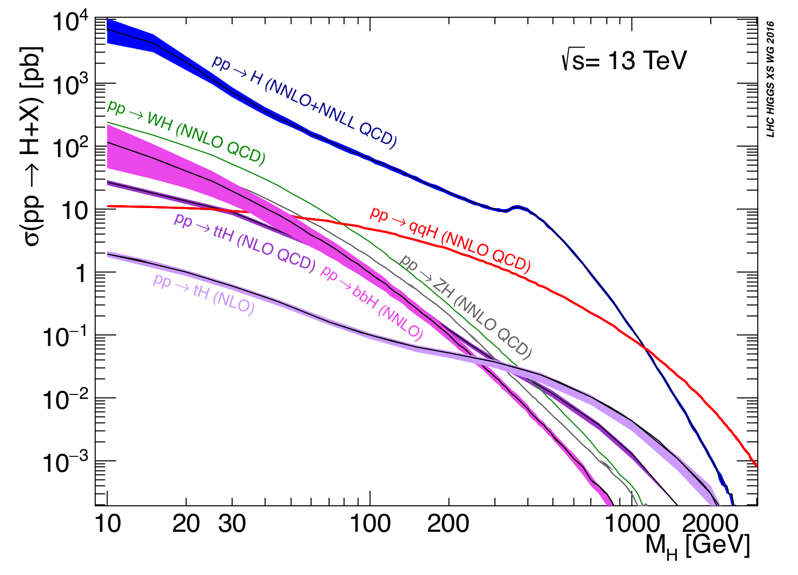 σ(pp → H+X) [pb]
10⁴
10³
10²
10
1
10⁻¹
10⁻²
10⁻³
√s= 13 TeV
LHC HIGGS XS WG 2016
pp → H (NNLO+NNLL QCD)
pp → WH (NNLO QCD)
pp → qqH (NNLO QCD)
pp → ttH (NLO QCD)
pp → ZH (NNLO QCD)
pp → bbH (NNLO)
pp → tH (NLO)
10 20 30 100 200 1000 2000
M_H [GeV]